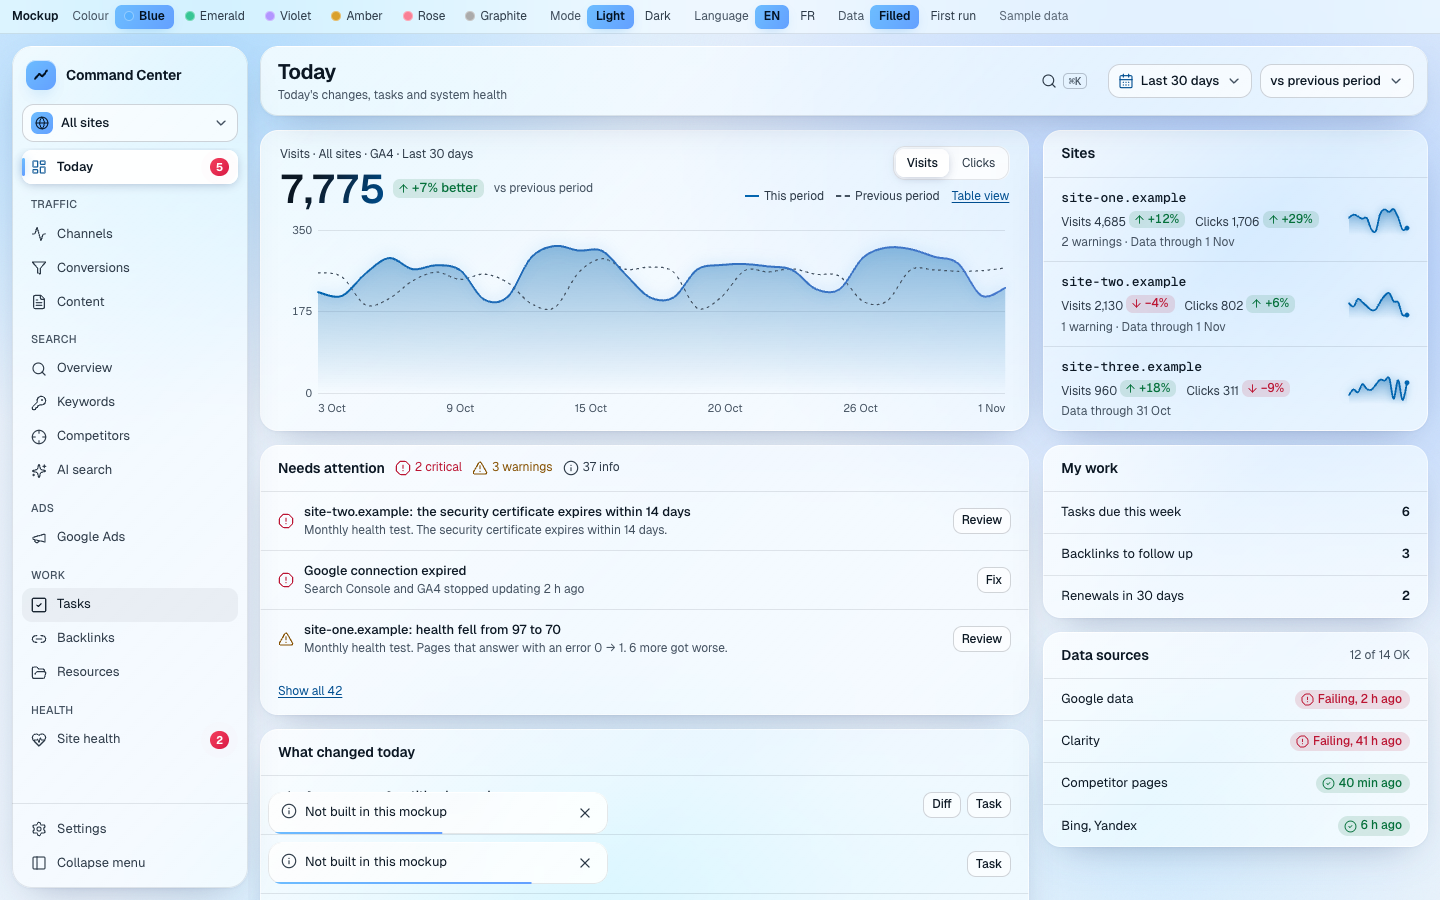 Mockup Colour Blue Emerald Violet Amber Rose Graphite Mode Light Dark Language EN FR Data Filled First run Sample data
Command Center
All sites
Today 5
TRAFFIC
Channels
Conversions
Content
SEARCH
Overview
Keywords
Competitors
AI search
ADS
Google Ads
WORK
Tasks
Backlinks
Resources
HEALTH
Site health 2
Settings
Collapse menu
Today
Today's changes, tasks and system health
⌘K
Last 30 days
vs previous period
Visits · All sites · GA4 · Last 30 days
7,775 ↑ +7% better vs previous period
Visits Clicks
This period Previous period Table view
350
175
0
3 Oct 9 Oct 15 Oct 20 Oct 26 Oct 1 Nov
Needs attention 2 critical 3 warnings 37 info
site-two.example: the security certificate expires within 14 days
Monthly health test. The security certificate expires within 14 days.
Review
Google connection expired
Search Console and GA4 stopped updating 2 h ago
Fix
site-one.example: health fell from 97 to 70
Monthly health test. Pages that answer with an error 0 → 1. 6 more got worse.
Review
Show all 42
What changed today
Diff Task
Not built in this mockup
Task
Not built in this mockup
Sites
site-one.example
Visits 4,685 ↑ +12% Clicks 1,706 ↑ +29%
2 warnings · Data through 1 Nov
site-two.example
Visits 2,130 ↓ −4% Clicks 802 ↑ +6%
1 warning · Data through 1 Nov
site-three.example
Visits 960 ↑ +18% Clicks 311 ↓ −9%
Data through 31 Oct
My work
Tasks due this week 6
Backlinks to follow up 3
Renewals in 30 days 2
Data sources 12 of 14 OK
Google data Failing, 2 h ago
Clarity Failing, 41 h ago
Competitor pages 40 min ago
Bing, Yandex 6 h ago